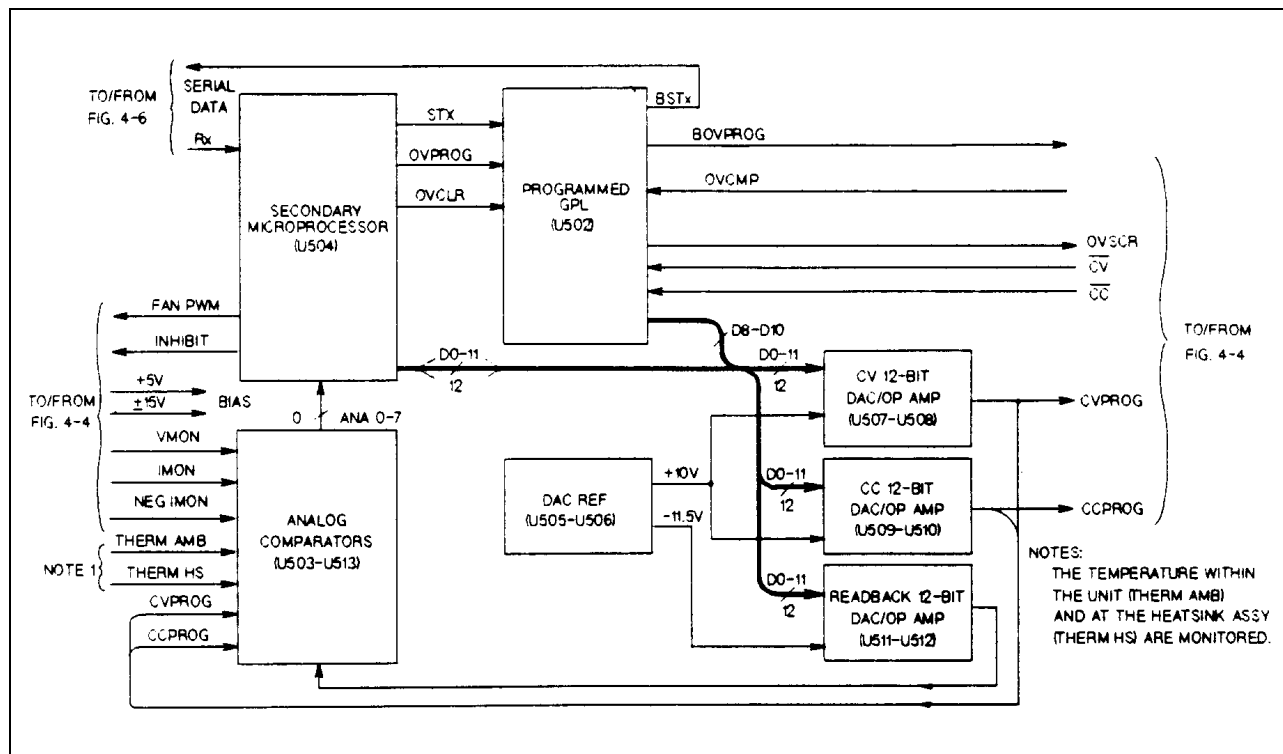 TO/FROM
FIG. 4-6
SERIAL
DATA
Rx
SECONDARY
MICROPROCESSOR
(U504)
STX
OVPROG
OVCLR
PROGRAMMED
GPL
(U502)
BSTx
BOVPROG
OVCMP
OVSCR
CV
CC
TO/FROM
FIG. 4-4
FAN PWM
INHIBIT
+5V
±15V
BIAS
TO/FROM
FIG. 4-4
VMON
IMON
NEG IMON
THERM AMB
NOTE 1
THERM HS
CVPROG
CCPROG
0
ANA 0-7
ANALOG
COMPARATORS
(U503-U513)
D0-11
12
D8-D10
D0-11
12
CV 12-BIT
DAC/OP AMP
(U507-U508)
CVPROG
DAC REF
(U505-U506)
+10V
-11.5V
D0-11
12
CC 12-BIT
DAC/OP AMP
(U509-U510)
CCPROG
D0-11
12
READBACK 12-BIT
DAC/OP AMP
(U511-U512)
NOTES:
THE TEMPERATURE WITHIN
THE UNIT (THERM AMB)
AND AT THE HEATSINK ASSY
(THERM HS) ARE MONITORED.